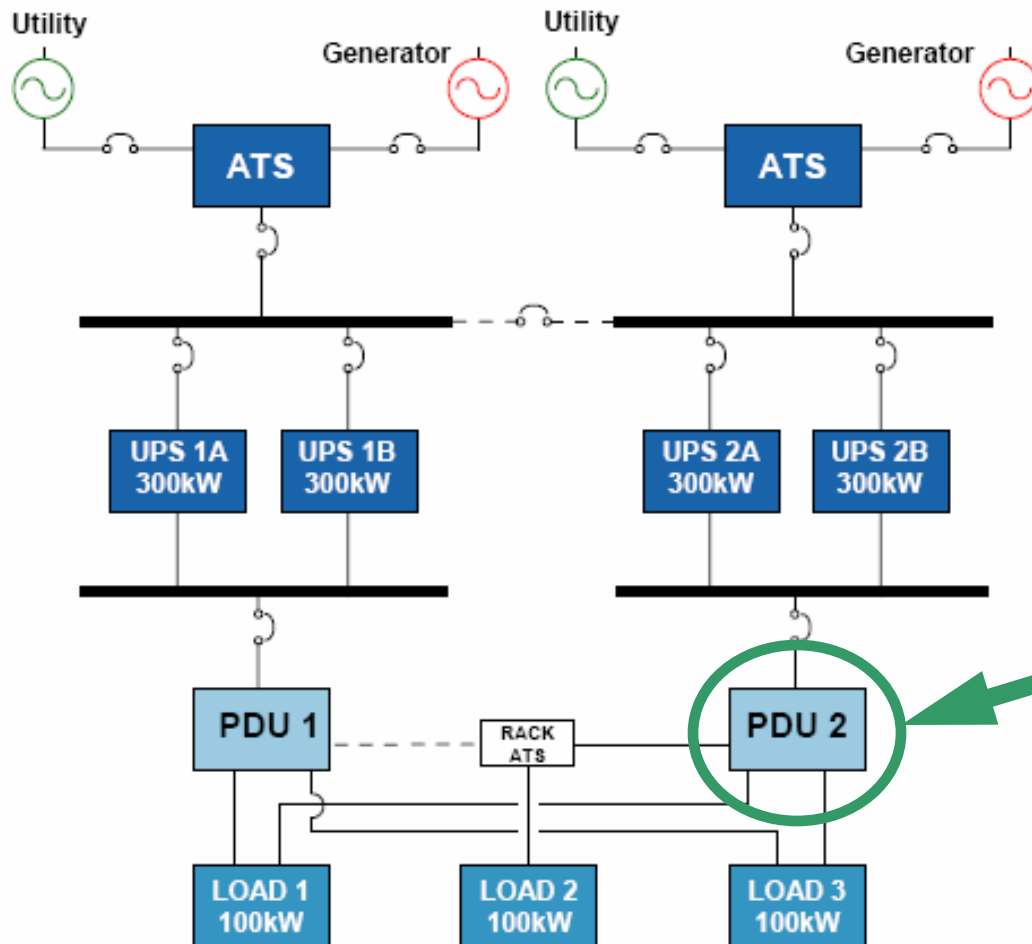 Utility
Generator
Utility
Generator
ATS
ATS
UPS 1A
300kW
UPS 1B
300kW
UPS 2A
300kW
UPS 2B
300kW
PDU 1
RACK
ATS
PDU 2
LOAD 1
100kW
LOAD 2
100kW
LOAD 3
100kW